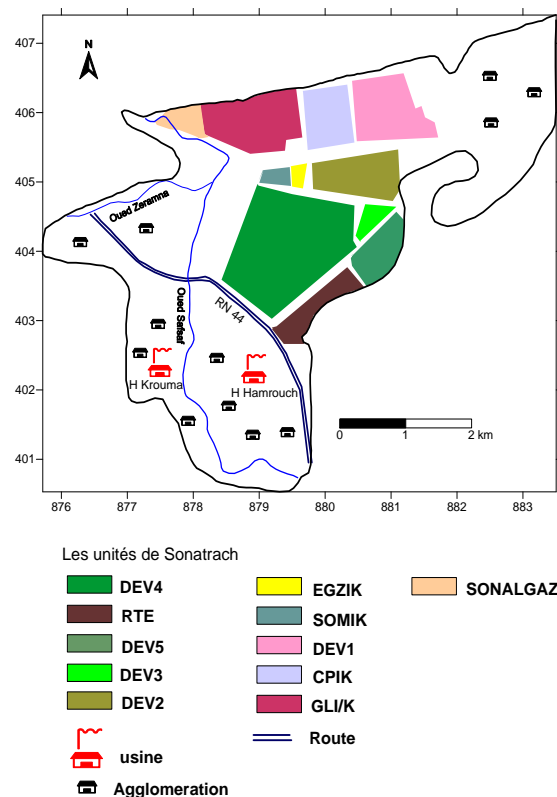 407
N
406
405
Oued Zeramna
404
Oued Safsaf
RN 44
403
H Krouma
H Hamrouch
402
0 1 2 km
401
876 877 878 879 880 881 882 883
Les unités de Sonatrach
DEV4 EGZIK SONALGAZ
RTE SOMIK
DEV5 DEV1
DEV3 CPIK
DEV2 GLI/K
usine Route
Agglomeration